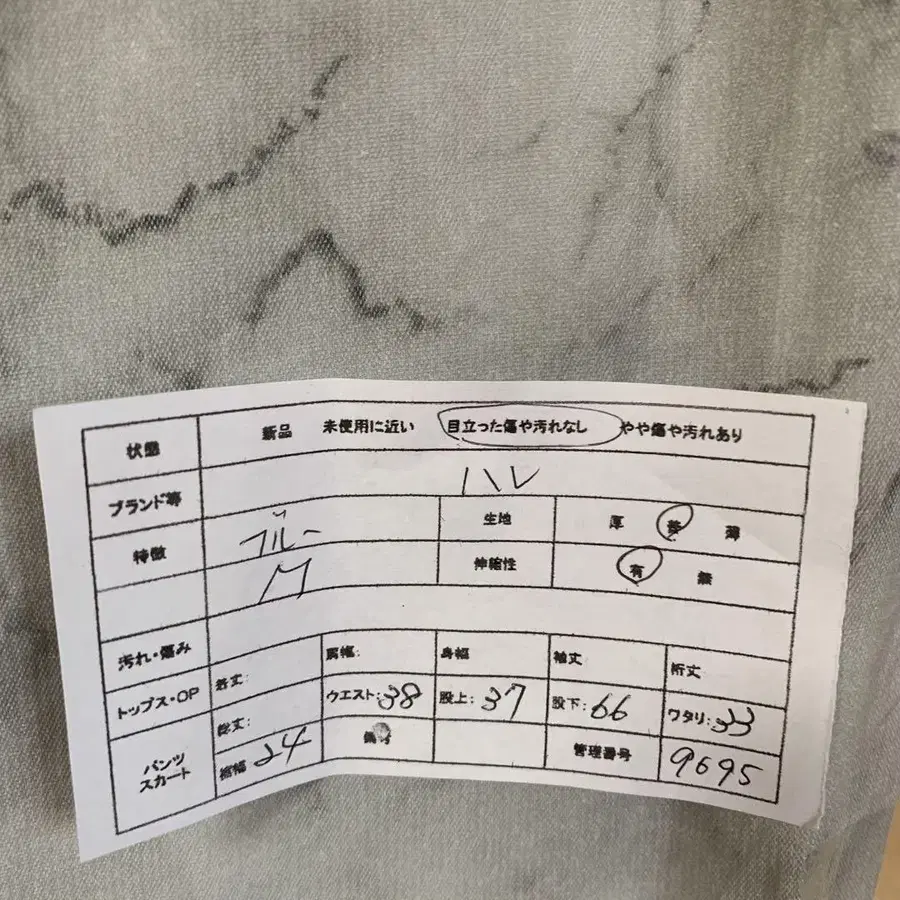 状態 新品 未使用に近い 目立った傷や汚れなし やや傷や汚れあり
ブランド等 ハレ
特徴 ブルー 生地 厚 普 薄
M 伸縮性 有 無
汚れ・傷み
トップス・OP 着丈: 肩幅: 身幅 袖丈 裄丈
パンツ スカート 総丈: ウエスト:38 股上:37 股下:66 ワタリ:33
裾幅 24 備考 管理番号 9695